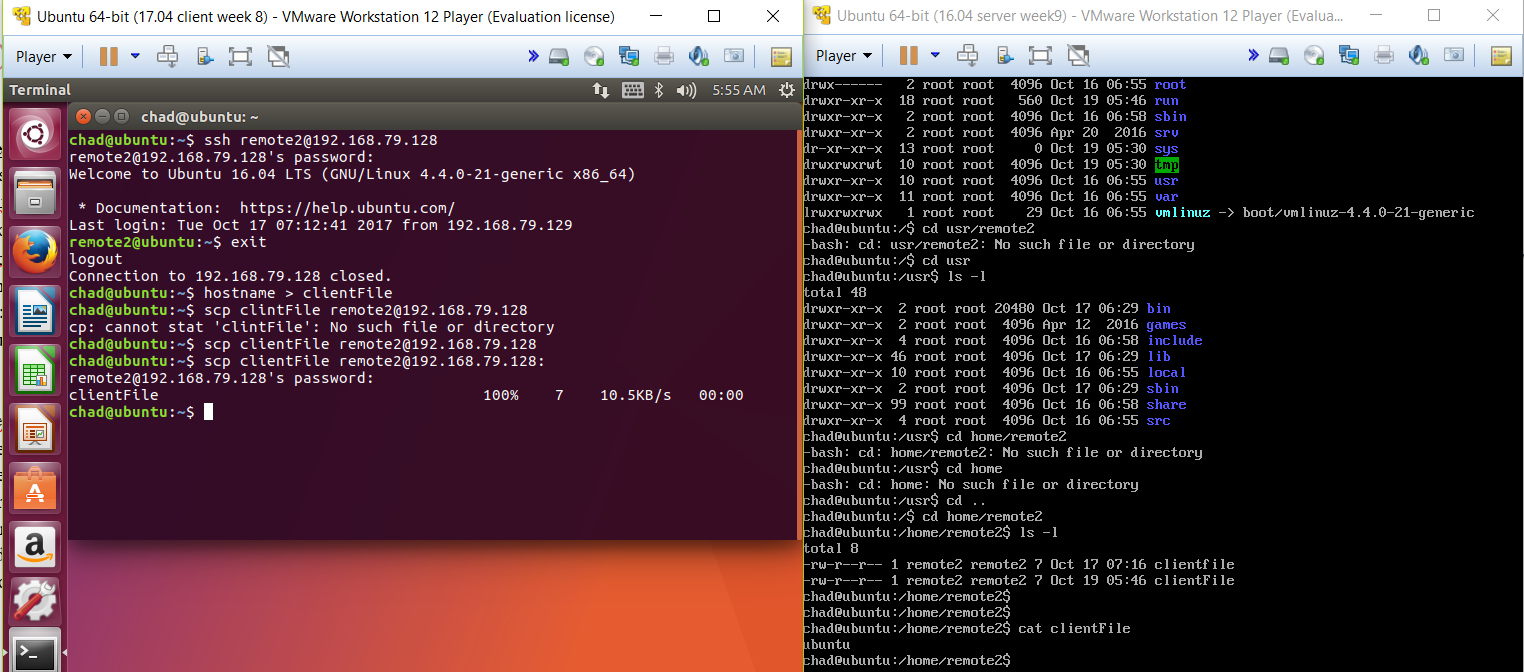 Ubuntu 64-bit (17.04 client week 8) - VMware Workstation 12 Player (Evaluation license)
Player
Terminal
5:55 AM
chad@ubuntu: ~
chad@ubuntu:~$ ssh remote2@192.168.79.128
remote2@192.168.79.128's password:
Welcome to Ubuntu 16.04 LTS (GNU/Linux 4.4.0-21-generic x86_64)
* Documentation:  https://help.ubuntu.com/
Last login: Tue Oct 17 07:12:41 2017 from 192.168.79.129
remote2@ubuntu:~$ exit
logout
Connection to 192.168.79.128 closed.
chad@ubuntu:~$ hostname > clientFile
chad@ubuntu:~$ scp clintFile remote2@192.168.79.128
cp: cannot stat 'clintFile': No such file or directory
chad@ubuntu:~$ scp clientFile remote2@192.168.79.128
chad@ubuntu:~$ scp clientFile remote2@192.168.79.128:
remote2@192.168.79.128's password:
clientFile 100% 7 10.5KB/s 00:00
chad@ubuntu:~$
Ubuntu 64-bit (16.04 server week9) - VMware Workstation 12 Player (Evalua...
Player
drwx------ 2 root root 4096 Oct 16 06:55 root
drwxr-xr-x 18 root root 560 Oct 19 05:46 run
drwxr-xr-x 2 root root 4096 Oct 16 06:58 sbin
drwxr-xr-x 2 root root 4096 Apr 20 2016 srv
dr-xr-xr-x 13 root root 0 Oct 19 05:30 sys
drwxrwxrwt 10 root root 4096 Oct 19 05:30 tmp
drwxr-xr-x 10 root root 4096 Oct 16 06:55 usr
drwxr-xr-x 11 root root 4096 Oct 16 06:55 var
lrwxrwxrwx 1 root root 29 Oct 16 06:55 vmlinuz -> boot/vmlinuz-4.4.0-21-generic
chad@ubuntu:/$ cd usr/remote2
-bash: cd: usr/remote2: No such file or directory
chad@ubuntu:/$ cd usr
chad@ubuntu:/usr$ ls -l
total 48
drwxr-xr-x 2 root root 20480 Oct 17 06:29 bin
drwxr-xr-x 2 root root 4096 Apr 12 2016 games
drwxr-xr-x 4 root root 4096 Oct 16 06:58 include
drwxr-xr-x 46 root root 4096 Oct 17 06:29 lib
drwxr-xr-x 10 root root 4096 Oct 16 06:55 local
drwxr-xr-x 2 root root 4096 Oct 17 06:29 sbin
drwxr-xr-x 99 root root 4096 Oct 16 06:58 share
drwxr-xr-x 4 root root 4096 Oct 16 06:55 src
chad@ubuntu:/usr$ cd home/remote2
-bash: cd: home/remote2: No such file or directory
chad@ubuntu:/usr$ cd home
-bash: cd: home: No such file or directory
chad@ubuntu:/usr$ cd ..
chad@ubuntu:/$ cd home/remote2
chad@ubuntu:/home/remote2$ ls -l
total 8
-rw-r--r-- 1 remote2 remote2 7 Oct 17 07:16 clientfile
-rw-r--r-- 1 remote2 remote2 7 Oct 19 05:46 clientFile
chad@ubuntu:/home/remote2$
chad@ubuntu:/home/remote2$
chad@ubuntu:/home/remote2$ cat clientFile
ubuntu
chad@ubuntu:/home/remote2$